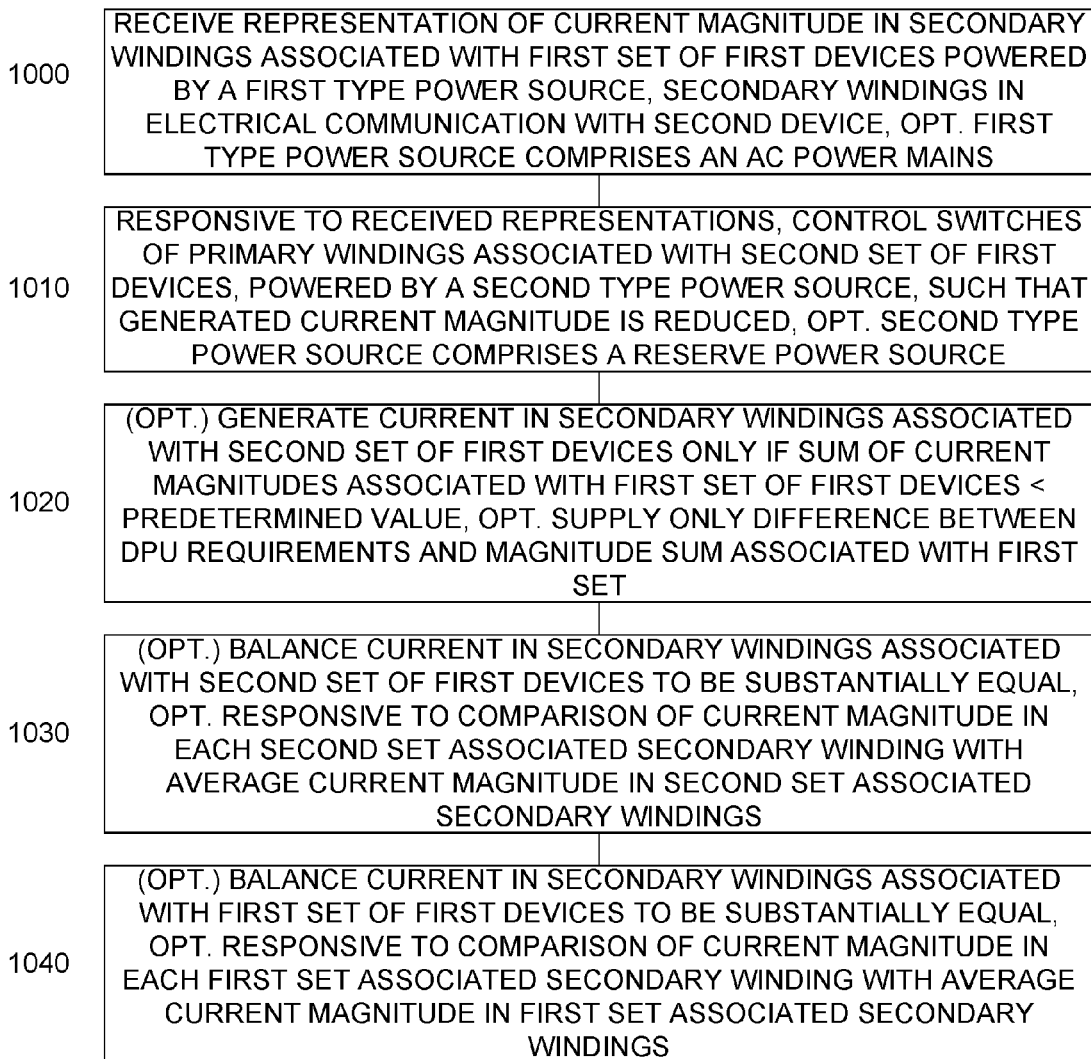 1000
RECEIVE REPRESENTATION OF CURRENT MAGNITUDE IN SECONDARY
WINDINGS ASSOCIATED WITH FIRST SET OF FIRST DEVICES POWERED
BY A FIRST TYPE POWER SOURCE, SECONDARY WINDINGS IN
ELECTRICAL COMMUNICATION WITH SECOND DEVICE, OPT. FIRST
TYPE POWER SOURCE COMPRISES AN AC POWER MAINS
1010
RESPONSIVE TO RECEIVED REPRESENTATIONS, CONTROL SWITCHES
OF PRIMARY WINDINGS ASSOCIATED WITH SECOND SET OF FIRST
DEVICES, POWERED BY A SECOND TYPE POWER SOURCE, SUCH THAT
GENERATED CURRENT MAGNITUDE IS REDUCED, OPT. SECOND TYPE
POWER SOURCE COMPRISES A RESERVE POWER SOURCE
1020
(OPT.) GENERATE CURRENT IN SECONDARY WINDINGS ASSOCIATED
WITH SECOND SET OF FIRST DEVICES ONLY IF SUM OF CURRENT
MAGNITUDES ASSOCIATED WITH FIRST SET OF FIRST DEVICES <
PREDETERMINED VALUE, OPT. SUPPLY ONLY DIFFERENCE BETWEEN
DPU REQUIREMENTS AND MAGNITUDE SUM ASSOCIATED WITH FIRST
SET
1030
(OPT.) BALANCE CURRENT IN SECONDARY WINDINGS ASSOCIATED
WITH SECOND SET OF FIRST DEVICES TO BE SUBSTANTIALLY EQUAL,
OPT. RESPONSIVE TO COMPARISON OF CURRENT MAGNITUDE IN
EACH SECOND SET ASSOCIATED SECONDARY WINDING WITH
AVERAGE CURRENT MAGNITUDE IN SECOND SET ASSOCIATED
SECONDARY WINDINGS
1040
(OPT.) BALANCE CURRENT IN SECONDARY WINDINGS ASSOCIATED
WITH FIRST SET OF FIRST DEVICES TO BE SUBSTANTIALLY EQUAL,
OPT. RESPONSIVE TO COMPARISON OF CURRENT MAGNITUDE IN
EACH FIRST SET ASSOCIATED SECONDARY WINDING WITH AVERAGE
CURRENT MAGNITUDE IN FIRST SET ASSOCIATED SECONDARY
WINDINGS